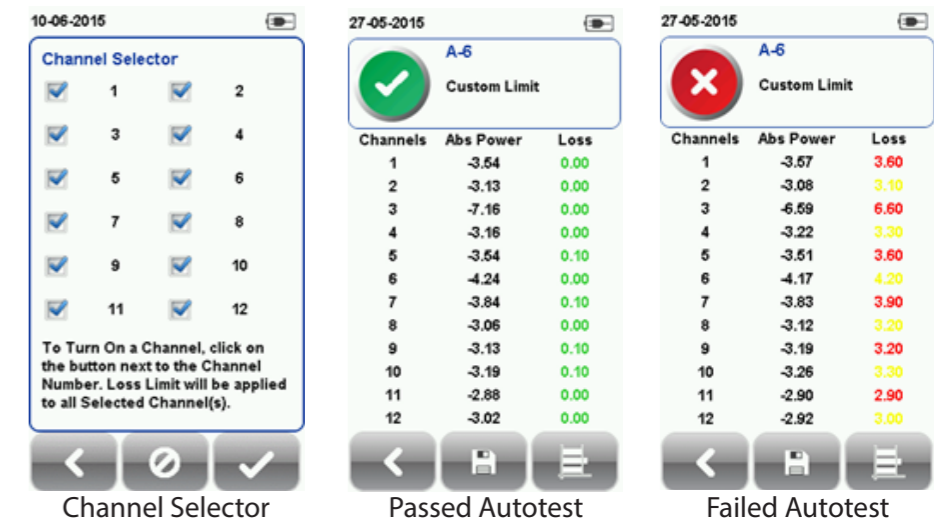 10-06-2015
Channel Selector
1 2
3 4
5 6
7 8
9 10
11 12
To Turn On a Channel, click on
the button next to the Channel
Number. Loss Limit will be applied
to all Selected Channel(s).
Channel Selector
27-05-2015
A-6
Custom Limit
Channels Abs Power Loss
1 -3.54 0.00
2 -3.13 0.00
3 -7.16 0.00
4 -3.16 0.00
5 -3.54 0.10
6 -4.24 0.00
7 -3.84 0.10
8 -3.06 0.00
9 -3.13 0.10
10 -3.19 0.10
11 -2.88 0.00
12 -3.02 0.00
Passed Autotest
27-05-2015
A-6
Custom Limit
Channels Abs Power Loss
1 -3.57 3.60
2 -3.08 3.10
3 -6.59 6.60
4 -3.22 3.30
5 -3.51 3.60
6 -4.17 4.20
7 -3.83 3.90
8 -3.12 3.20
9 -3.19 3.20
10 -3.26 3.30
11 -2.90 2.90
12 -2.92 3.00
Failed Autotest